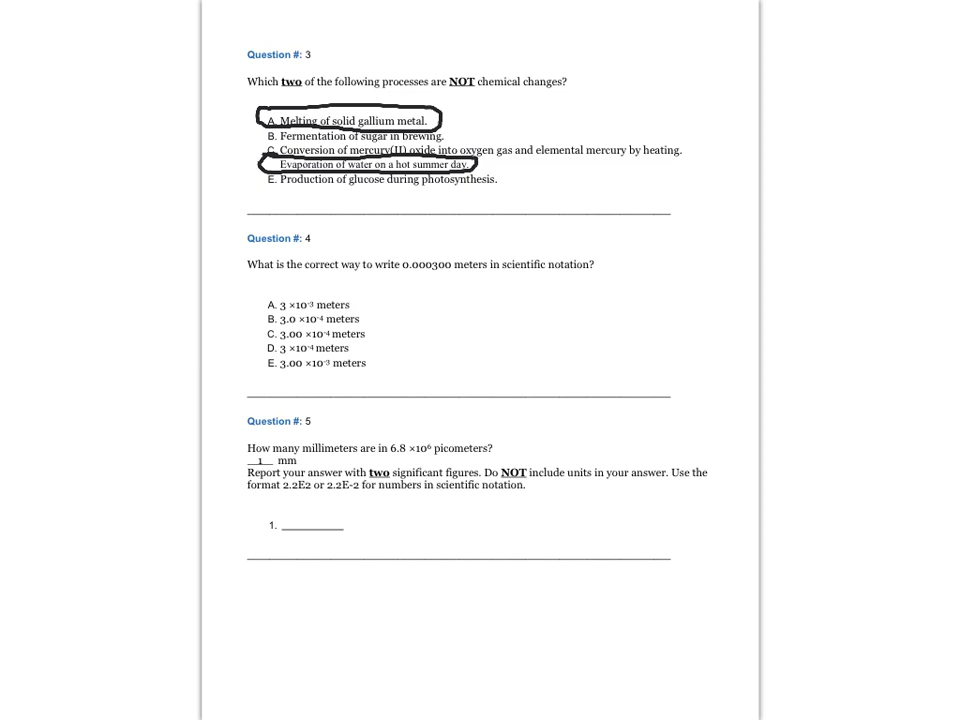 Question #: 3
Which two of the following processes are NOT chemical changes?
A. Melting of solid gallium metal.
B. Fermentation of sugar in brewing.
C. Conversion of mercury(II) oxide into oxygen gas and elemental mercury by heating.
Evaporation of water on a hot summer day.
E. Production of glucose during photosynthesis.
Question #: 4
What is the correct way to write 0.000300 meters in scientific notation?
A. 3 ×10⁻³ meters
B. 3.0 ×10⁻⁴ meters
C. 3.00 ×10⁻⁴ meters
D. 3 ×10⁻⁴ meters
E. 3.00 ×10⁻³ meters
Question #: 5
How many millimeters are in 6.8 ×10⁶ picometers?
__1__ mm
Report your answer with two significant figures. Do NOT include units in your answer. Use the
format 2.2E2 or 2.2E-2 for numbers in scientific notation.
1. __________